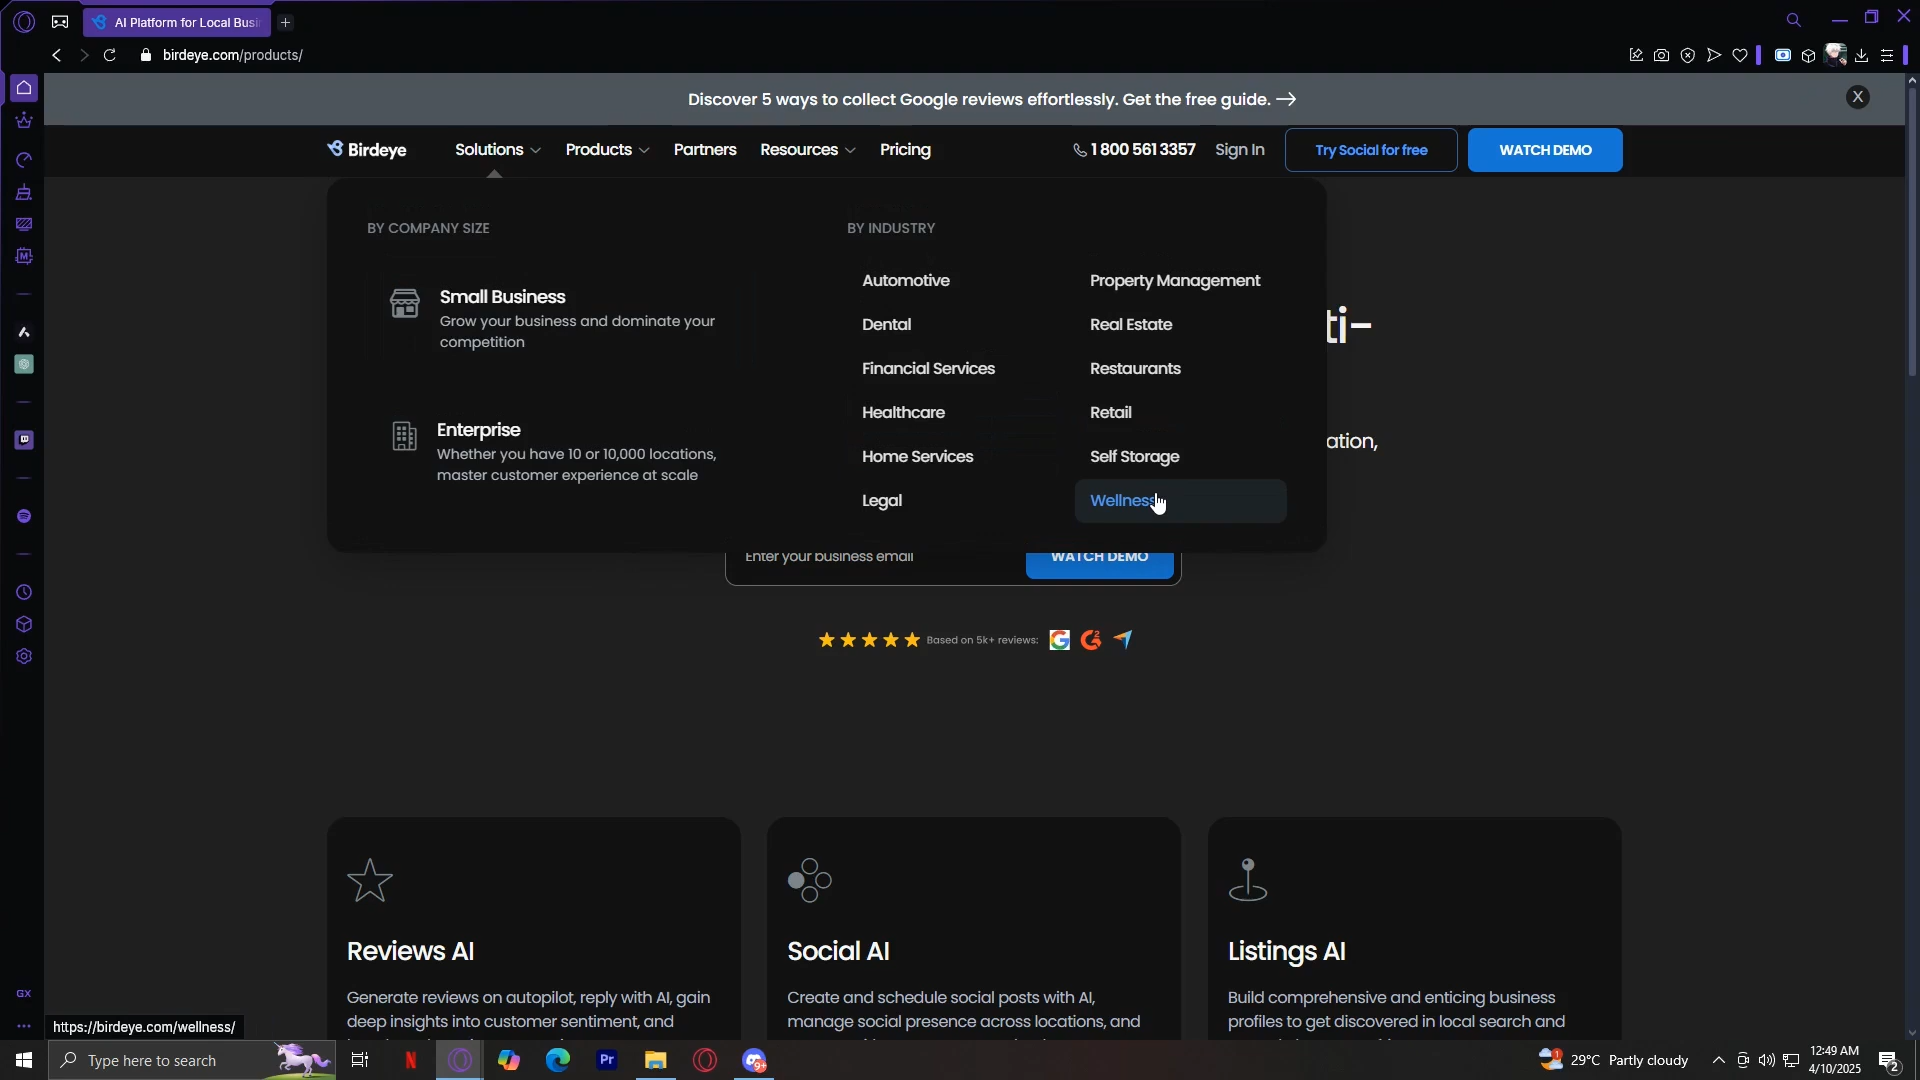 AI Platform for Local Busi
birdeye.com/products/
Discover 5 ways to collect Google reviews effortlessly. Get the free guide. →
X
Birdeye
Solutions
Products
Partners
Resources
Pricing
1 800 561 3357
Sign In
Try Social for free
WATCH DEMO
BY COMPANY SIZE
Small Business
Grow your business and dominate your
competition
Enterprise
Whether you have 10 or 10,000 locations,
master customer experience at scale
BY INDUSTRY
Automotive
Dental
Financial Services
Healthcare
Home Services
Legal
Property Management
Real Estate
Restaurants
Retail
Self Storage
Wellness
ti-
ation,
Enter your business email
WATCH DEMO
Based on 5k+ reviews:
Reviews AI
Generate reviews on autopilot, reply with AI, gain
deep insights into customer sentiment, and
Social AI
Create and schedule social posts with AI,
manage social presence across locations, and
Listings AI
Build comprehensive and enticing business
profiles to get discovered in local search and
GX
https://birdeye.com/wellness/
Type here to search
N
Pr
9+
29°C Partly cloudy
12:49 AM
4/10/2025
2